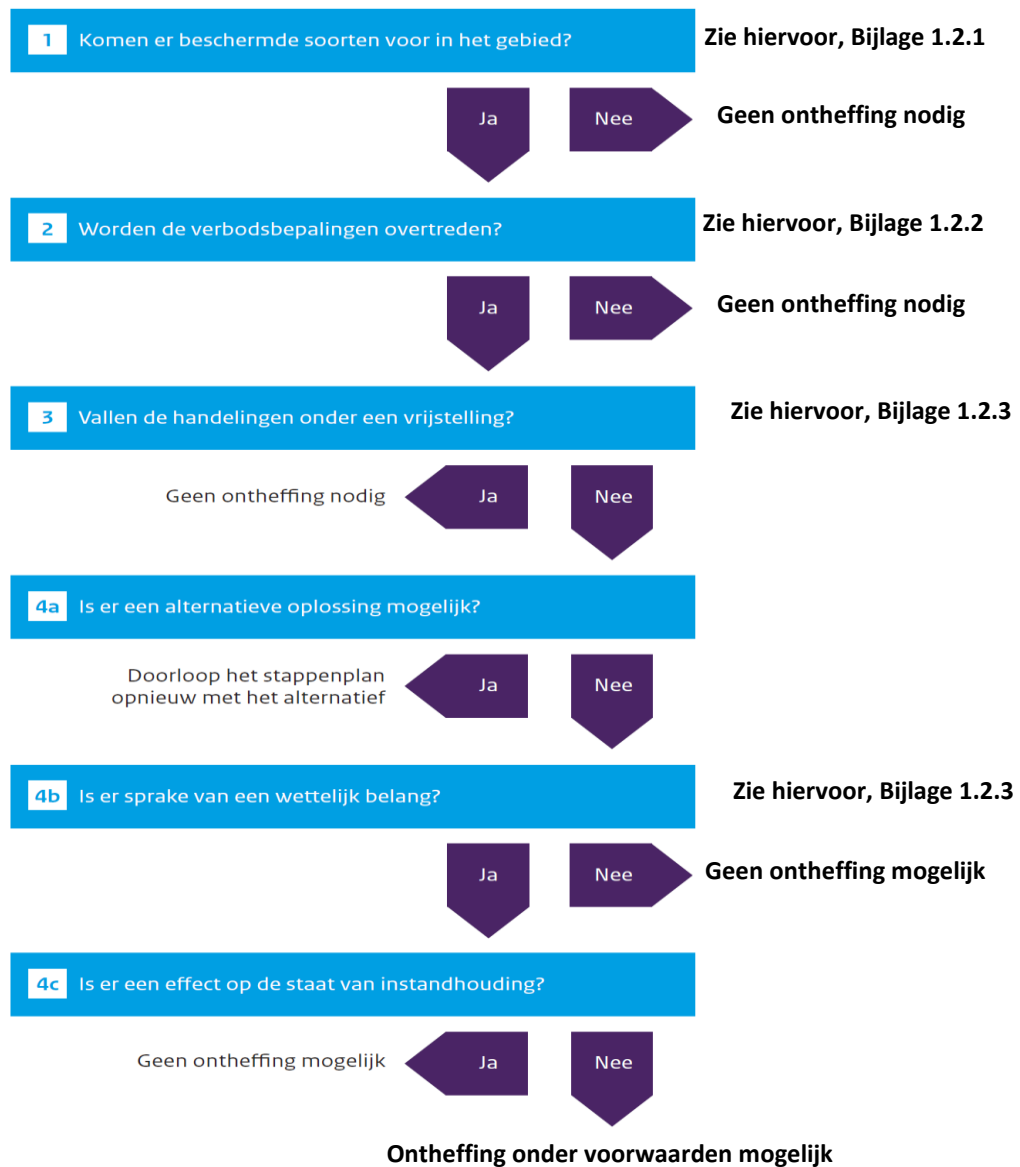 1 Komen er beschermde soorten voor in het gebied?
Zie hiervoor, Bijlage 1.2.1
Ja
Nee
Geen ontheffing nodig
2 Worden de verbodsbepalingen overtreden?
Zie hiervoor, Bijlage 1.2.2
Ja
Nee
Geen ontheffing nodig
3 Vallen de handelingen onder een vrijstelling?
Zie hiervoor, Bijlage 1.2.3
Geen ontheffing nodig
Ja
Nee
4a Is er een alternatieve oplossing mogelijk?
Doorloop het stappenplan
opnieuw met het alternatief
Ja
Nee
4b Is er sprake van een wettelijk belang?
Zie hiervoor, Bijlage 1.2.3
Ja
Nee
Geen ontheffing mogelijk
4c Is er een effect op de staat van instandhouding?
Geen ontheffing mogelijk
Ja
Nee
Ontheffing onder voorwaarden mogelijk